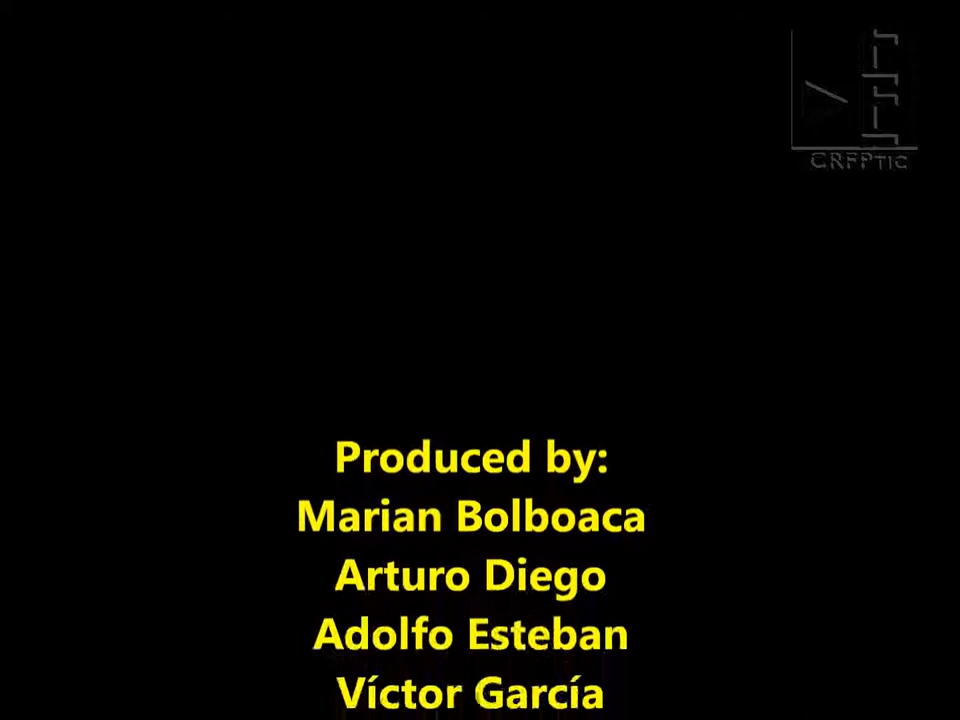 CRFPTIC
Produced by:
Marian Bolboaca
Arturo Diego
Adolfo Esteban
Víctor García